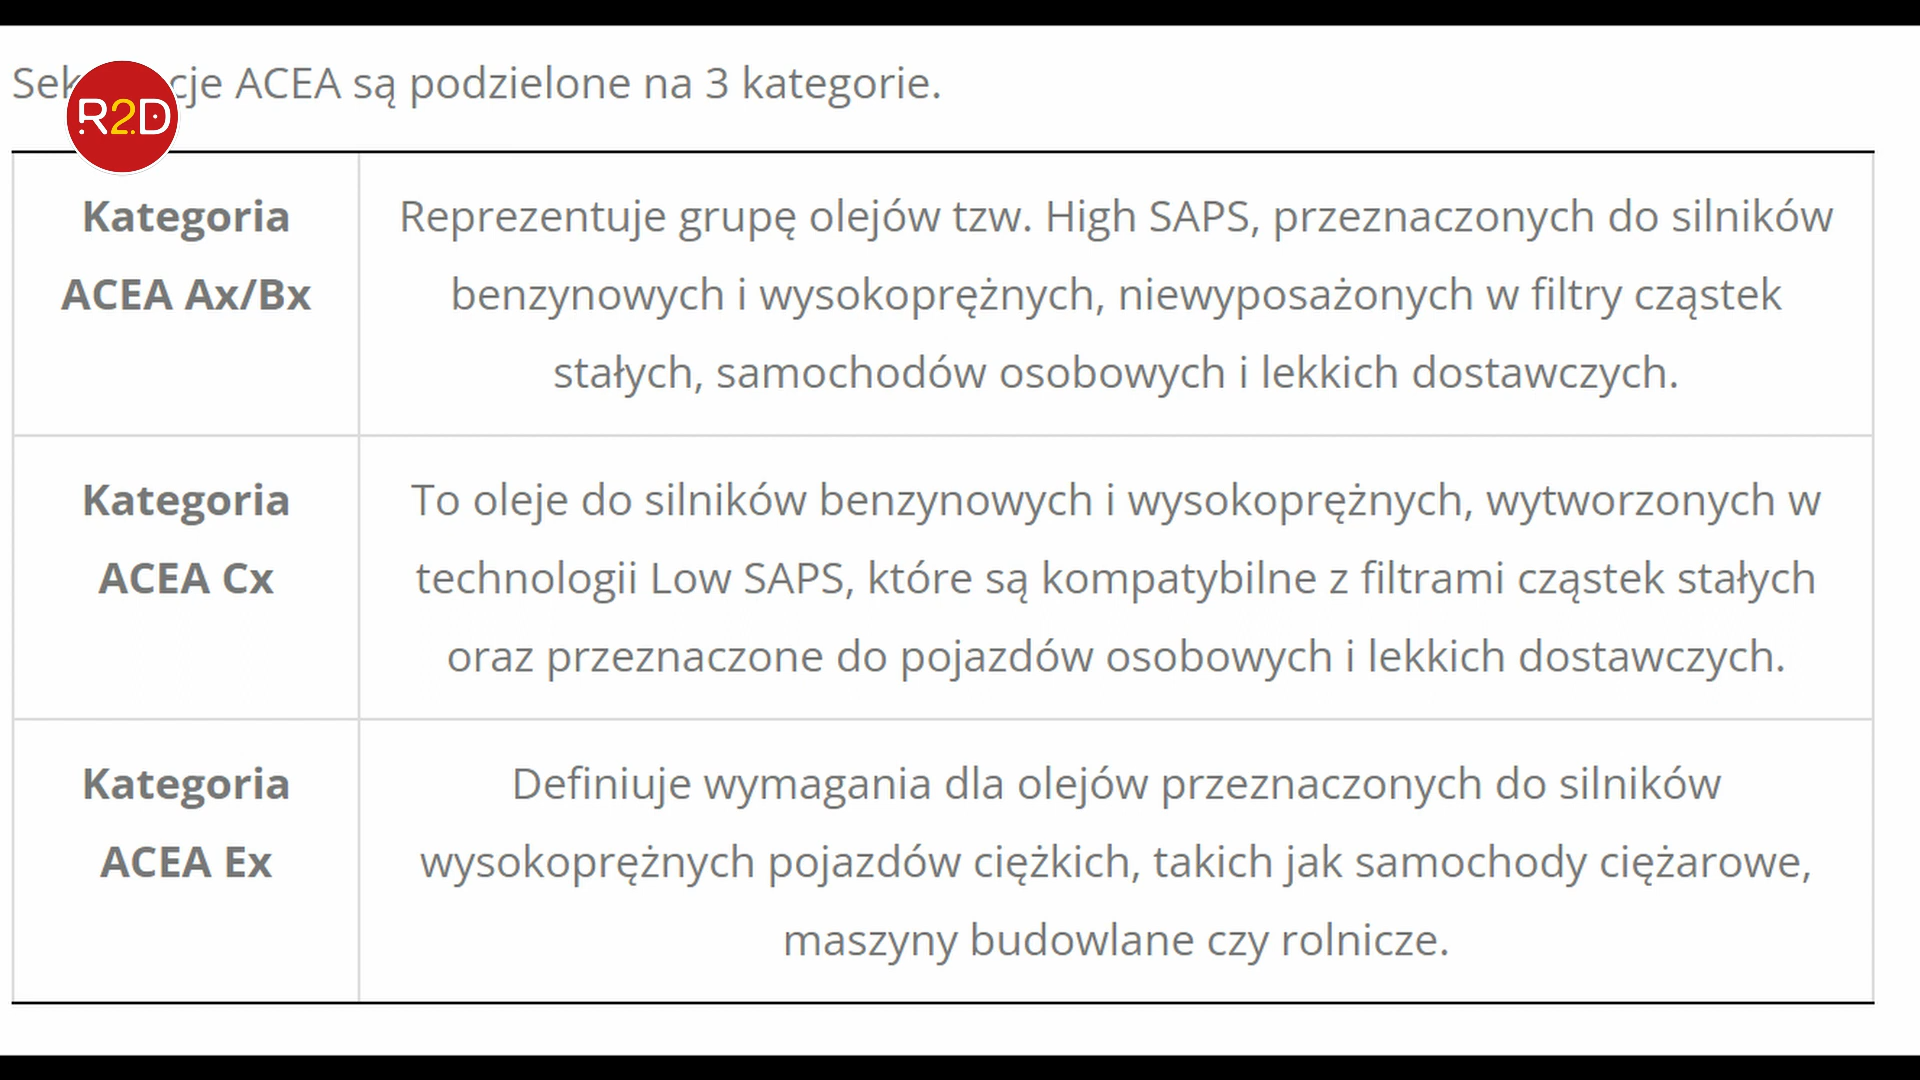 ACEA są podzielone na 3 kategorie.
R2D
Kategoria
ACEA Ax/Bx
Reprezentuje grupę olejów tzw. High SAPS, przeznaczonych do silników
benzynowych i wysokoprężnych, niewyposażonych w filtry cząstek
stałych, samochodów osobowych i lekkich dostawczych.
Kategoria
ACEA Cx
To oleje do silników benzynowych i wysokoprężnych, wytworzonych w
technologii Low SAPS, które są kompatybilne z filtrami cząstek stałych
oraz przeznaczone do pojazdów osobowych i lekkich dostawczych.
Kategoria
ACEA Ex
Definiuje wymagania dla olejów przeznaczonych do silników
wysokoprężnych pojazdów ciężkich, takich jak samochody ciężarowe,
maszyny budowlane czy rolnicze.